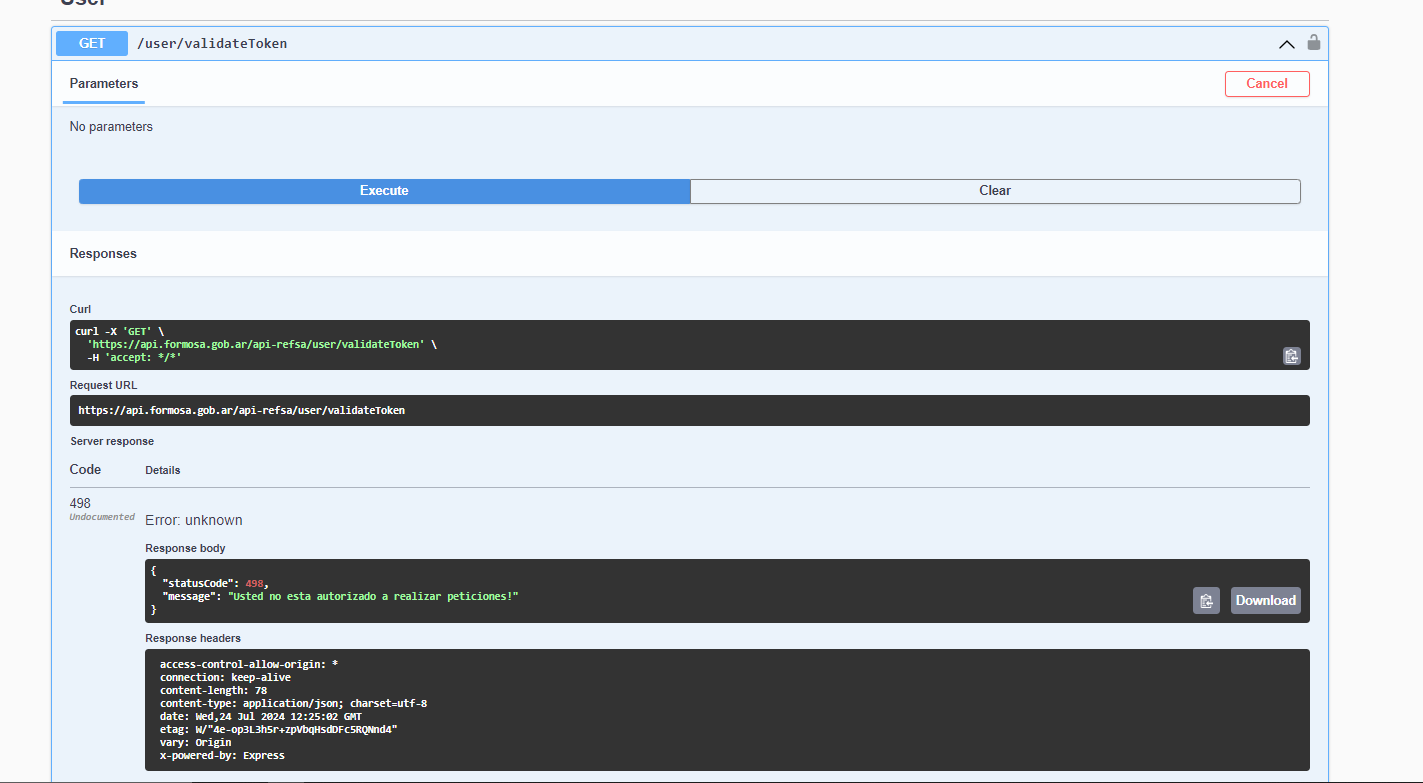 User
GET /user/validateToken
Parameters
Cancel
No parameters
Execute
Clear
Responses
Curl
curl -X 'GET' \
'https://api.formosa.gob.ar/api-refsa/user/validateToken' \
-H 'accept: */*'
Request URL
https://api.formosa.gob.ar/api-refsa/user/validateToken
Server response
Code Details
498
Undocumented
Error: unknown
Response body
{
"statusCode": 498,
"message": "Usted no esta autorizado a realizar peticiones!"
}
Download
Response headers
access-control-allow-origin: *
connection: keep-alive
content-length: 78
content-type: application/json; charset=utf-8
date: Wed,24 Jul 2024 12:25:02 GMT
etag: W/"4e-op3L3h5r+zpVbqHsdDFc5RQNnd4"
vary: Origin
x-powered-by: Express